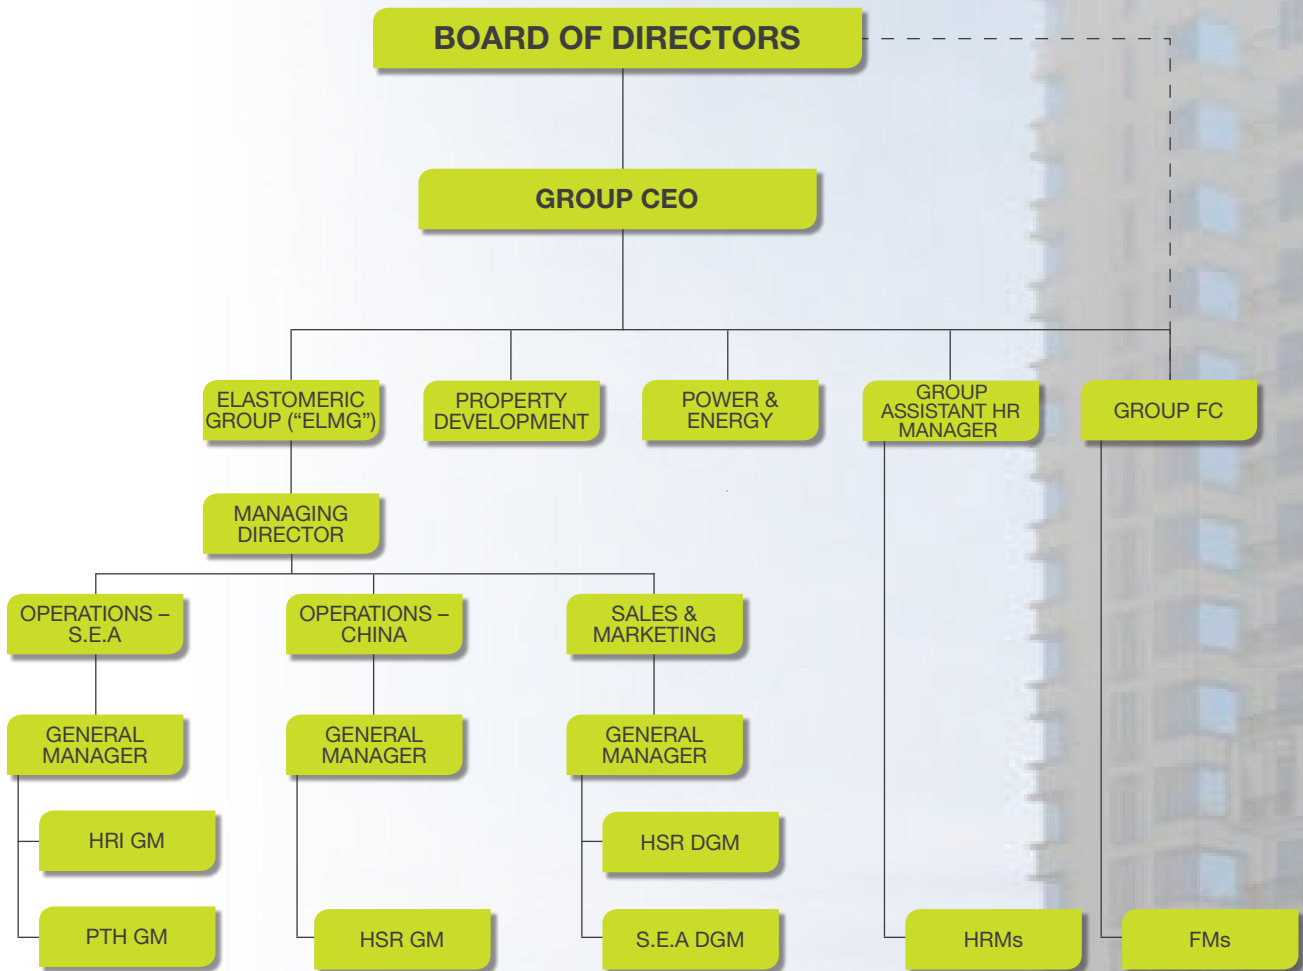 BOARD OF DIRECTORS
GROUP CEO
ELASTOMERIC
GROUP (“ELMG”)
PROPERTY
DEVELOPMENT
POWER &
ENERGY
GROUP
ASSISTANT HR
MANAGER
GROUP FC
MANAGING
DIRECTOR
OPERATIONS –
S.E.A
OPERATIONS –
CHINA
SALES &
MARKETING
GENERAL
MANAGER
GENERAL
MANAGER
GENERAL
MANAGER
HRI GM
HSR DGM
PTH GM
HSR GM
S.E.A DGM
HRMs
FMs